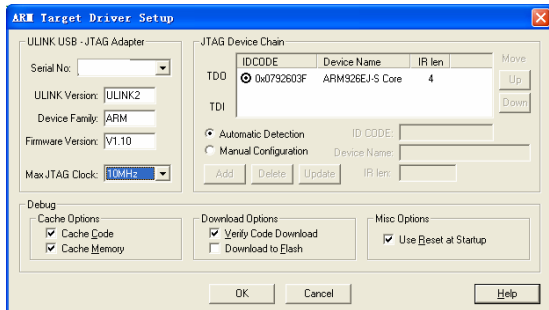 ARM Target Driver Setup
ULINK USB - JTAG Adapter
Serial No:
ULINK Version: ULINK2
Device Family: ARM
Firmware Version: V1.10
Max JTAG Clock: 10MHz
JTAG Device Chain
IDCODE Device Name IR len Move
TDO 0x0792603F ARM926EJ-S Core 4 Up
TDI Down
Automatic Detection ID CODE:
Manual Configuration Device Name:
Add Delete Update IR len:
Debug
Cache Options
Cache Code
Cache Memory
Download Options
Verify Code Download
Download to Flash
Misc Options
Use Reset at Startup
OK Cancel Help